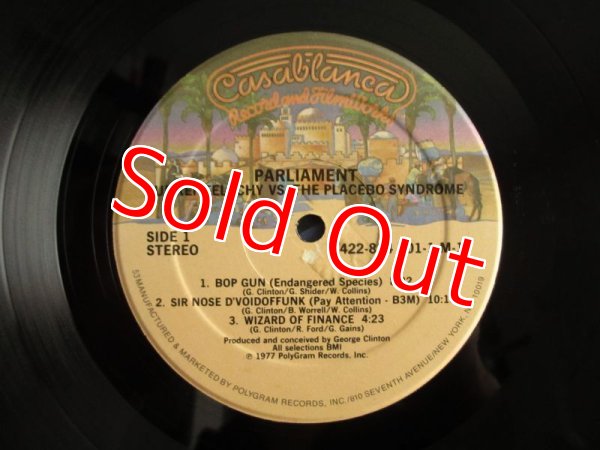 Casablanca
Record and FilmWorks
PARLIAMENT
VS THE PLACEBO SYNDROME
SIDE 1
STEREO
Sold Out
1. BOP GUN (Endangered Species)
(G. Clinton/G. Shider/W. Collins)
2. SIR NOSE D'VOIDOFFUNK (Pay Attention - B3M)
(G. Clinton/B. Worrell/W. Collins)
3. WIZARD OF FINANCE 4:23
(G. Clinton/R. Ford/G. Gains)
Produced and conceived by George Clinton
All selections BMI
℗ 1977 PolyGram Records, Inc.
53 MANUFACTURED & MARKETED BY POLYGRAM RECORDS, INC./810 SEVENTH AVENUE/NEW YORK, 10019